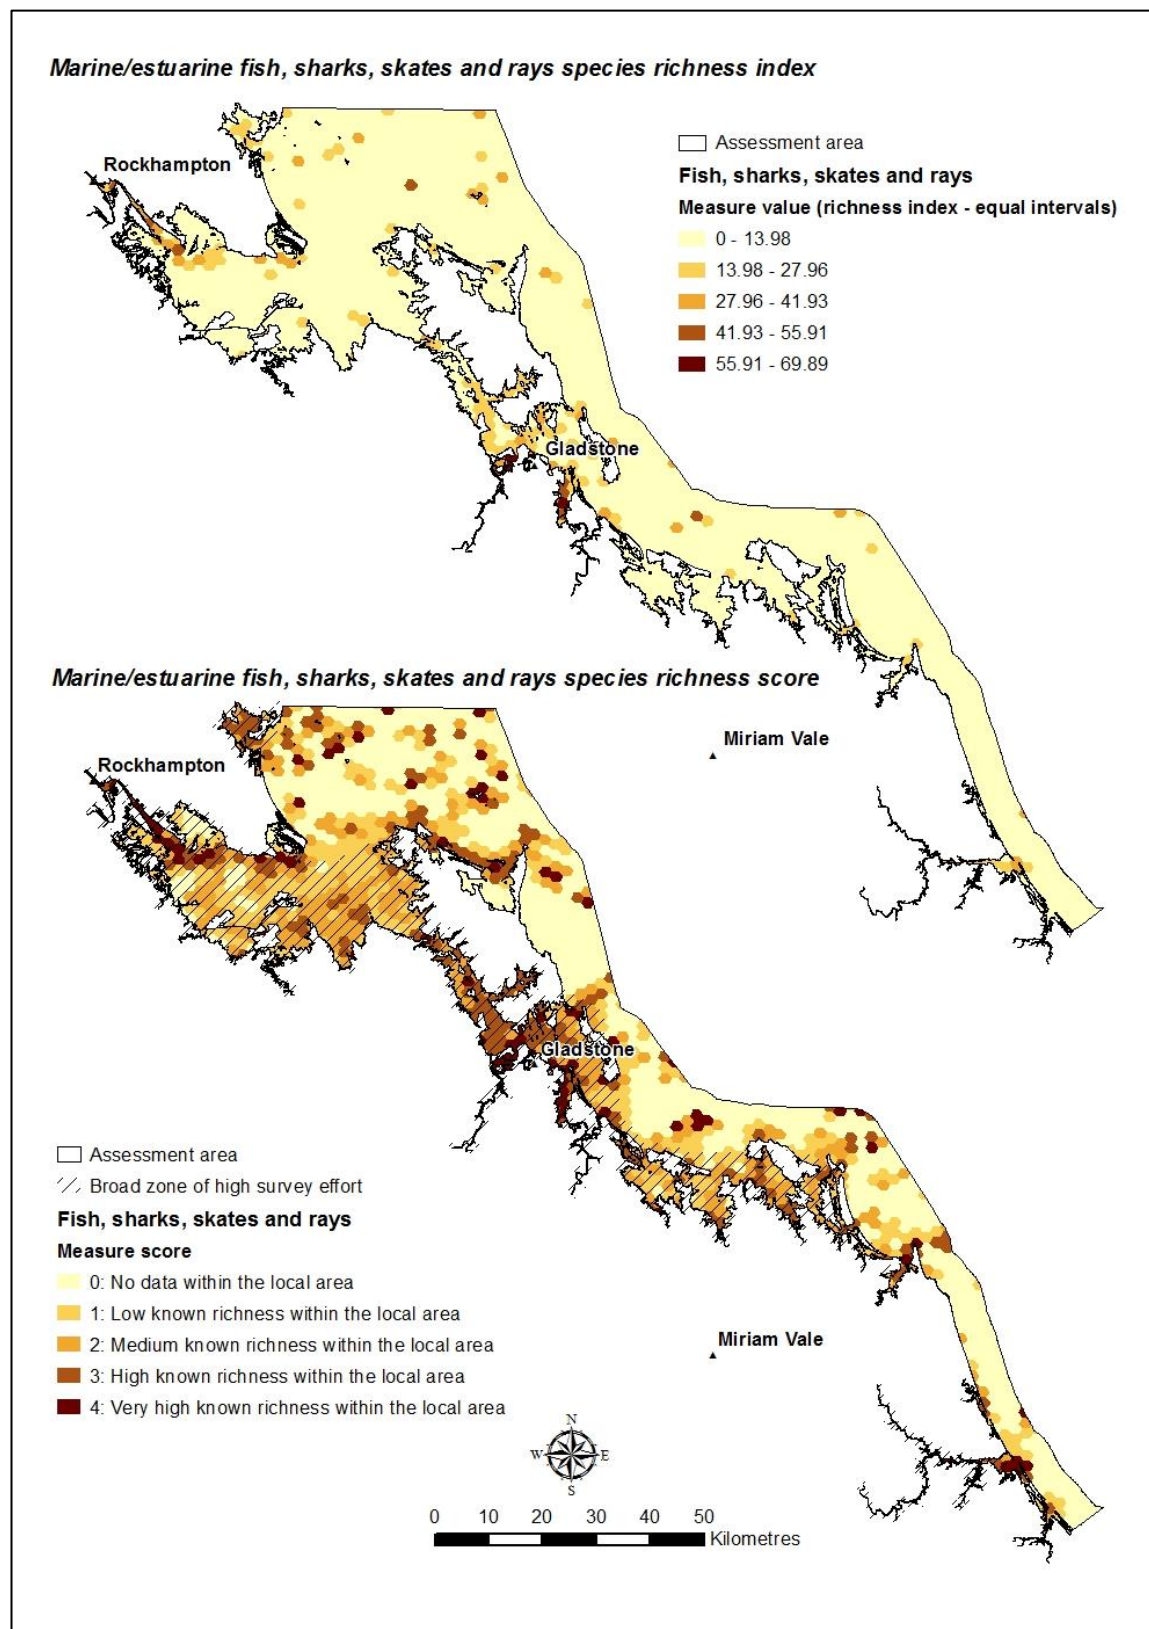 Marine/estuarine fish, sharks, skates and rays species richness index
Assessment area
Fish, sharks, skates and rays
Measure value (richness index - equal intervals)
0 - 13.98
13.98 - 27.96
27.96 - 41.93
41.93 - 55.91
55.91 - 69.89
Rockhampton
Gladstone
Miriam Vale
Marine/estuarine fish, sharks, skates and rays species richness score
Rockhampton
Gladstone
Miriam Vale
Assessment area
Broad zone of high survey effort
Fish, sharks, skates and rays
Measure score
0: No data within the local area
1: Low known richness within the local area
2: Medium known richness within the local area
3: High known richness within the local area
4: Very high known richness within the local area
N
W E
S
0 10 20 30 40 50
Kilometres